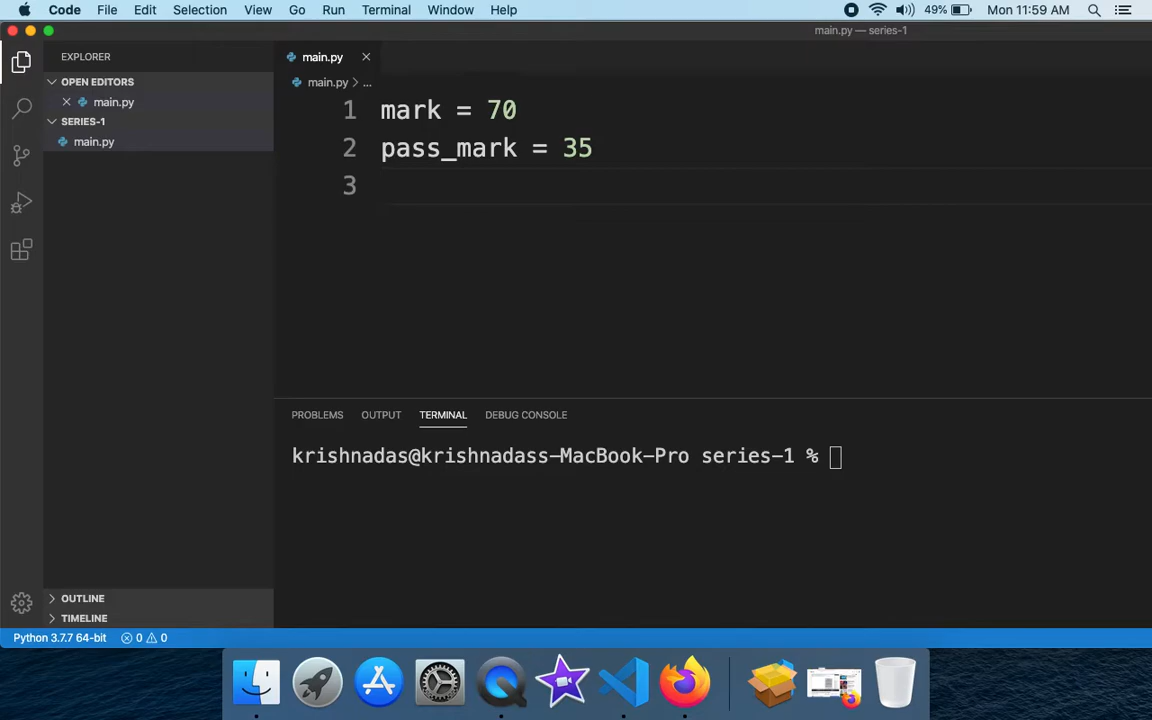 Code File Edit Selection View Go Run Terminal Window Help 49% Mon 11:59 AM
main.py — series-1
EXPLORER
main.py
OPEN EDITORS
main.py
main.py > ...
SERIES-1
main.py
1 mark = 70
2 pass_mark = 35
3
PROBLEMS OUTPUT TERMINAL DEBUG CONSOLE
krishnadas@krishnadass-MacBook-Pro series-1 %
OUTLINE
TIMELINE
Python 3.7.7 64-bit 0 0